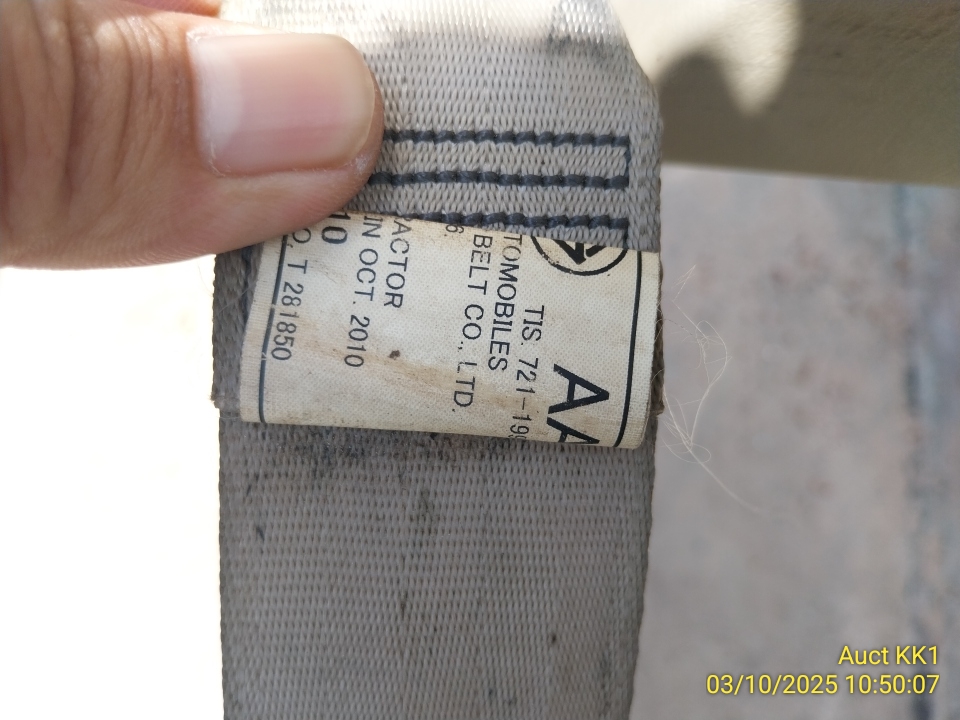 AA
TIS. 721-199
TOMOBILES
BELT CO., LTD.
6
ACTOR
IN OCT. 2010
10
O. T 281850
Auct KK1
03/10/2025 10:50:07